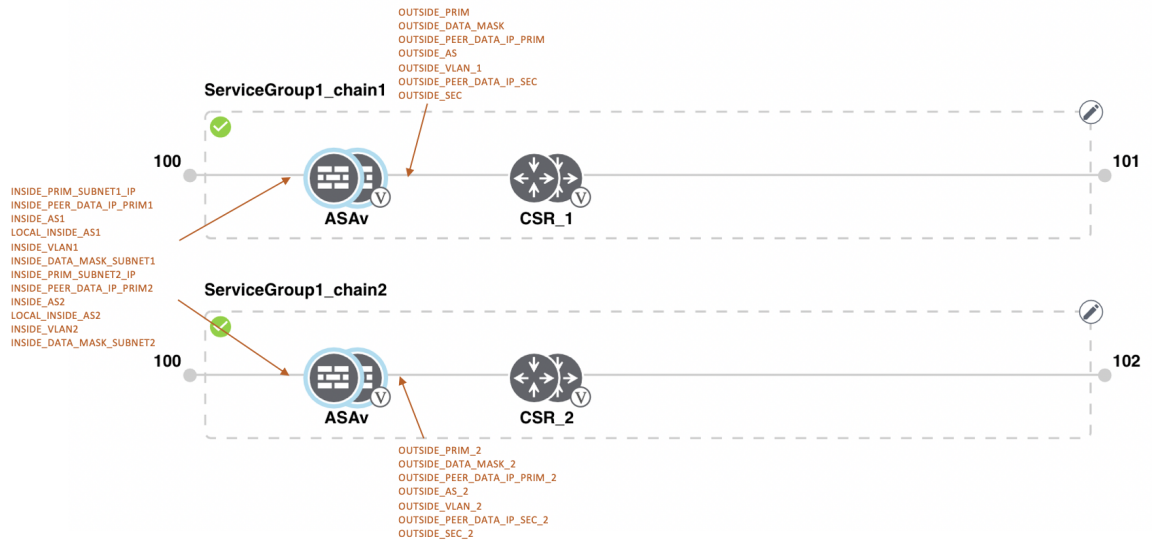 OUTSIDE_PRIM
OUTSIDE_DATA_MASK
OUTSIDE_PEER_DATA_IP_PRIM
OUTSIDE_AS
OUTSIDE_VLAN_1
OUTSIDE_PEER_DATA_IP_SEC
OUTSIDE_SEC
ServiceGroup1_chain1
100
101
V
V
ASAv
CSR_1
INSIDE_PRIM_SUBNET1_IP
INSIDE_PEER_DATA_IP_PRIM1
INSIDE_AS1
LOCAL_INSIDE_AS1
INSIDE_VLAN1
INSIDE_DATA_MASK_SUBNET1
INSIDE_PRIM_SUBNET2_IP
INSIDE_PEER_DATA_IP_PRIM2
INSIDE_AS2
LOCAL_INSIDE_AS2
INSIDE_VLAN2
INSIDE_DATA_MASK_SUBNET2
ServiceGroup1_chain2
100
102
V
V
ASAv
CSR_2
OUTSIDE_PRIM_2
OUTSIDE_DATA_MASK_2
OUTSIDE_PEER_DATA_IP_PRIM_2
OUTSIDE_AS_2
OUTSIDE_VLAN_2
OUTSIDE_PEER_DATA_IP_SEC_2
OUTSIDE_SEC_2